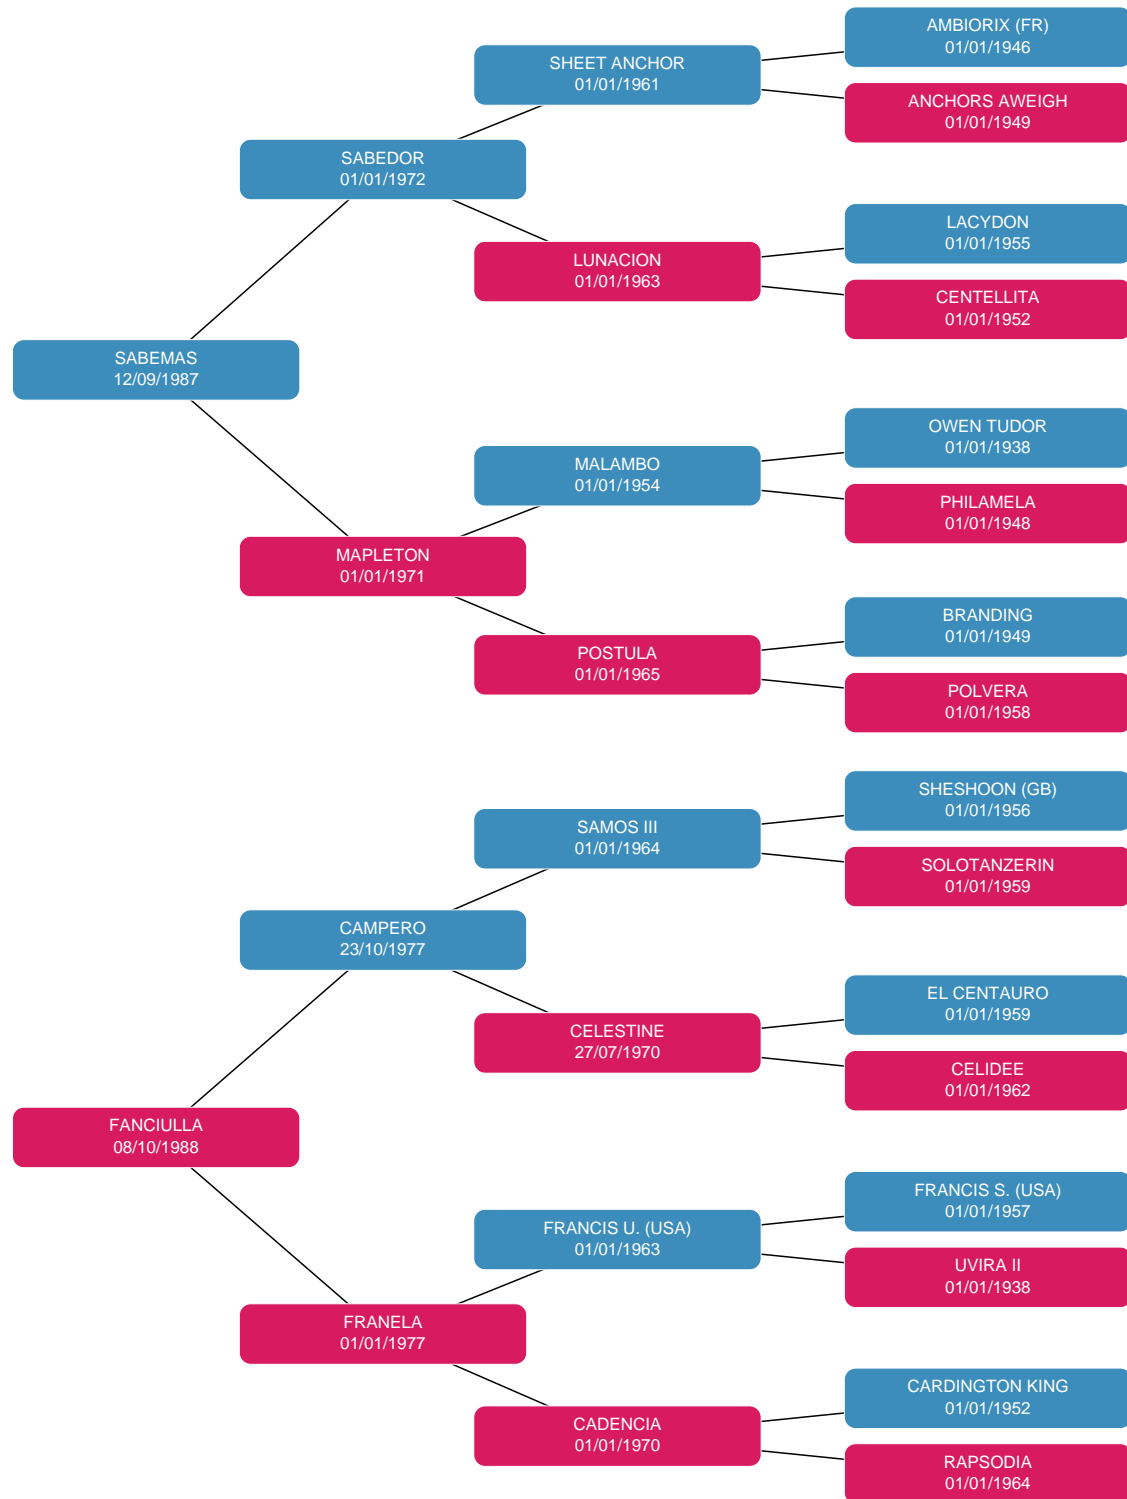 AMBIORIX (FR)
01/01/1946
SHEET ANCHOR
01/01/1961
ANCHORS AWEIGH
01/01/1949
SABEDOR
01/01/1972
LACYDON
01/01/1955
LUNACION
01/01/1963
CENTELLITA
01/01/1952
SABEMAS
12/09/1987
OWEN TUDOR
01/01/1938
MALAMBO
01/01/1954
PHILAMELA
01/01/1948
MAPLETON
01/01/1971
BRANDING
01/01/1949
POSTULA
01/01/1965
POLVERA
01/01/1958
SHESHOON (GB)
01/01/1956
SAMOS III
01/01/1964
SOLOTANZERIN
01/01/1959
CAMPERO
23/10/1977
EL CENTAURO
01/01/1959
CELESTINE
27/07/1970
CELIDEE
01/01/1962
FANCIULLA
08/10/1988
FRANCIS S. (USA)
01/01/1957
FRANCIS U. (USA)
01/01/1963
UVIRA II
01/01/1938
FRANELA
01/01/1977
CARDINGTON KING
01/01/1952
CADENCIA
01/01/1970
RAPSODIA
01/01/1964